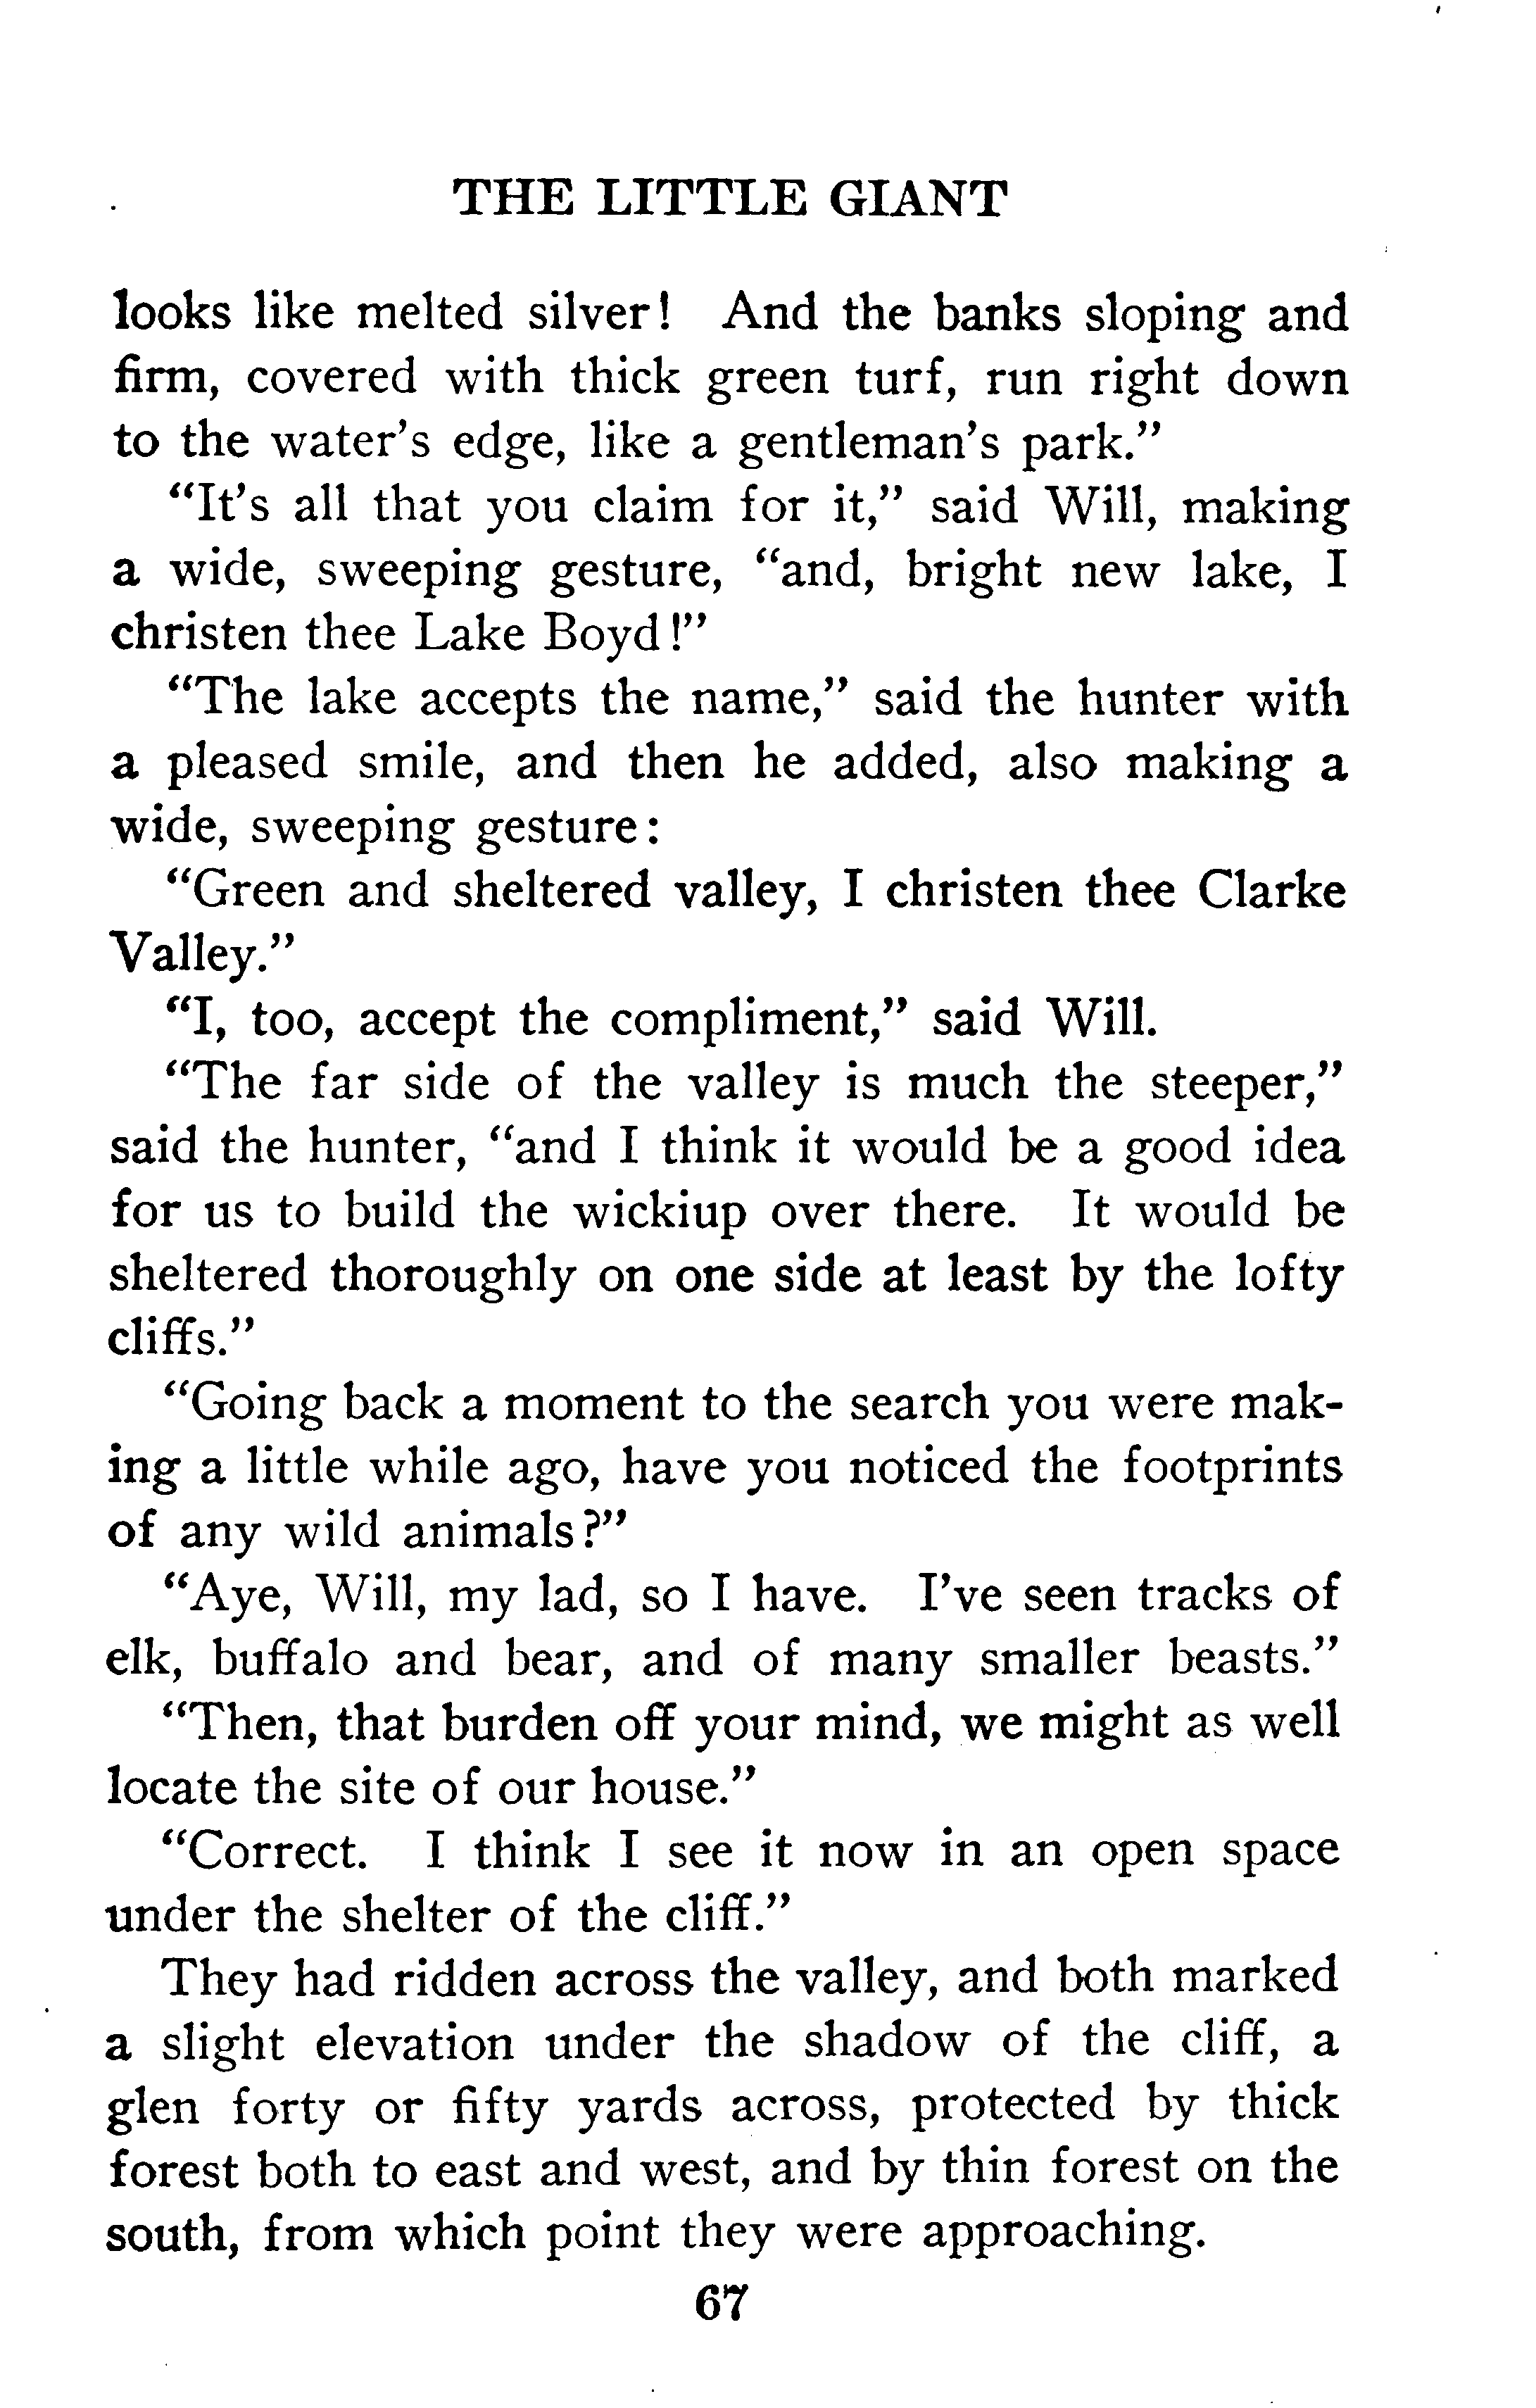 THE LITTLE GIANT
looks like melted silver! And the banks sloping and
firm, covered with thick green turf, run right down
to the water's edge, like a gentleman's park."
"It's all that you claim for it," said Will, making
a wide, sweeping gesture, "and, bright new lake, I
christen thee Lake Boyd!"
"The lake accepts the name," said the hunter with
a pleased smile, and then he added, also making a
wide, sweeping gesture:
"Green and sheltered valley, I christen thee Clarke
Valley."
"I, too, accept the compliment," said Will.
"The far side of the valley is much the steeper,"
said the hunter, "and I think it would be a good idea
for us to build the wickiup over there. It would be
sheltered thoroughly on one side at least by the lofty
cliffs."
"Going back a moment to the search you were mak-
ing a little while ago, have you noticed the footprints
of any wild animals?"
"Aye, Will, my lad, so I have. I've seen tracks of
elk, buffalo and bear, and of many smaller beasts."
"Then, that burden off your mind, we might as well
locate the site of our house."
"Correct. I think I see it now in an open space
under the shelter of the cliff."
They had ridden across the valley, and both marked
a slight elevation under the shadow of the cliff, a
glen forty or fifty yards across, protected by thick
forest both to east and west, and by thin forest on the
south, from which point they were approaching.
67